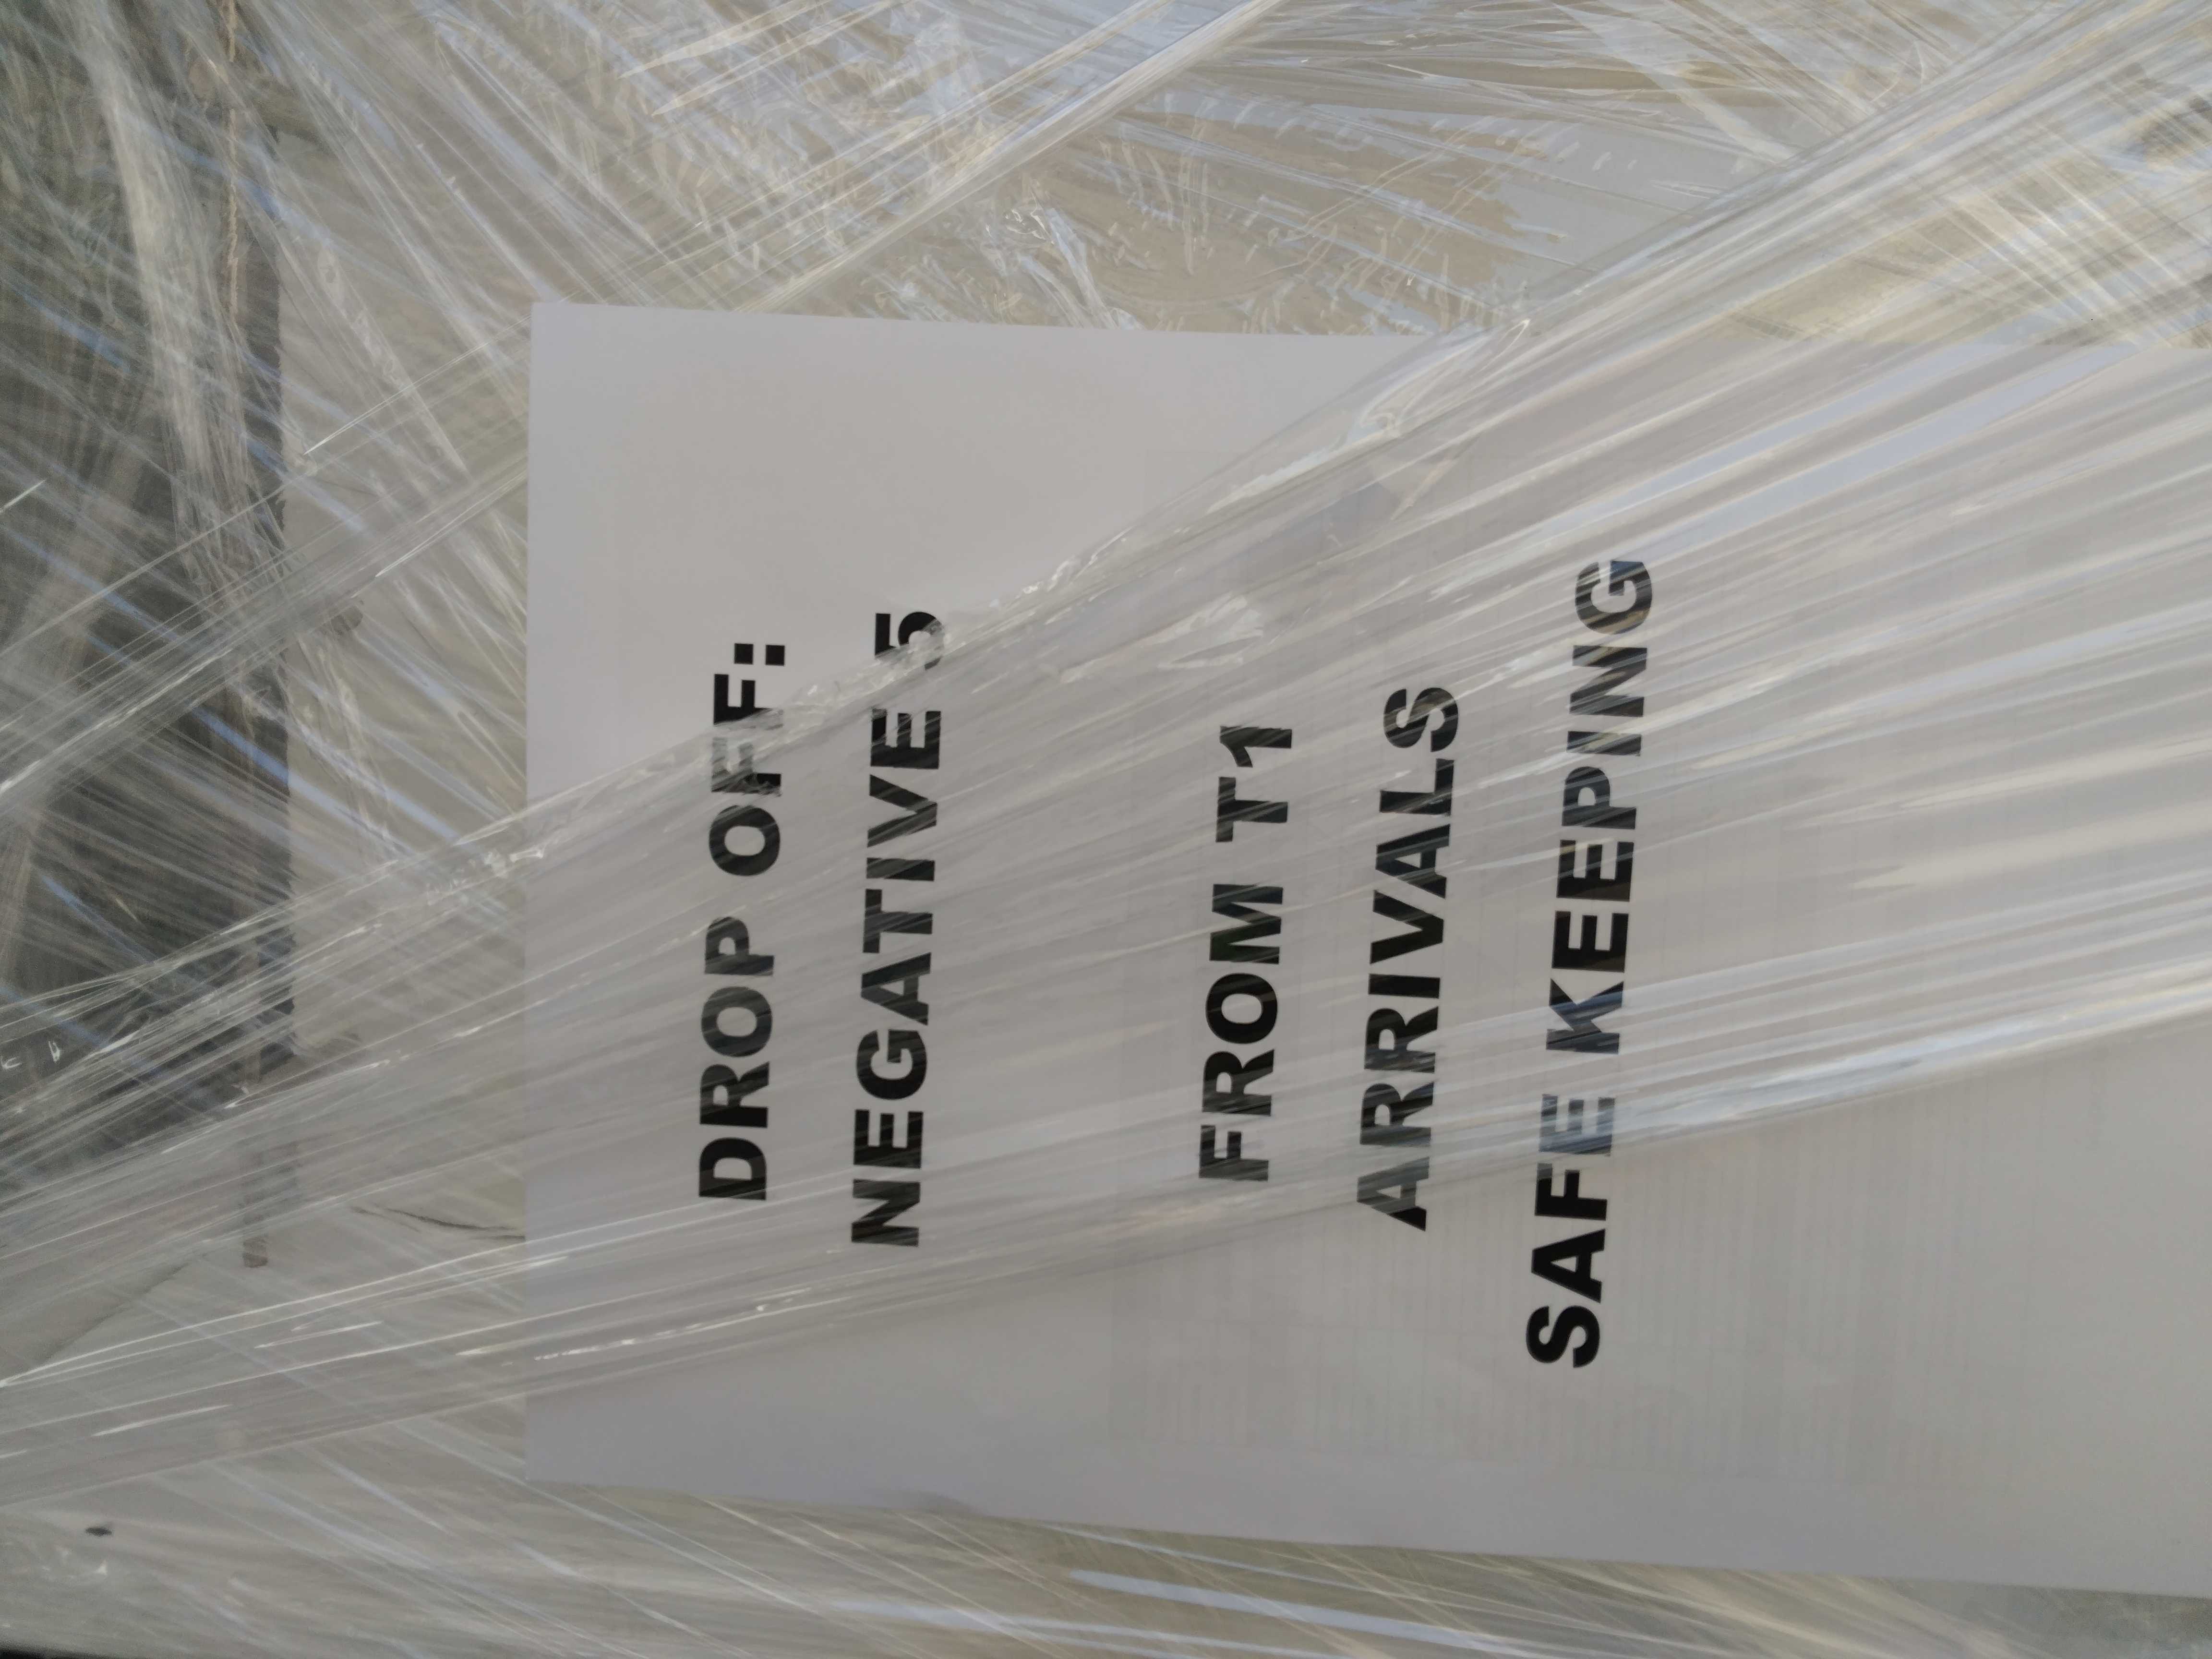 DROP OFF:
NEGATIVE 5
FROM T1
ARRIVALS
SAFE KEEPING